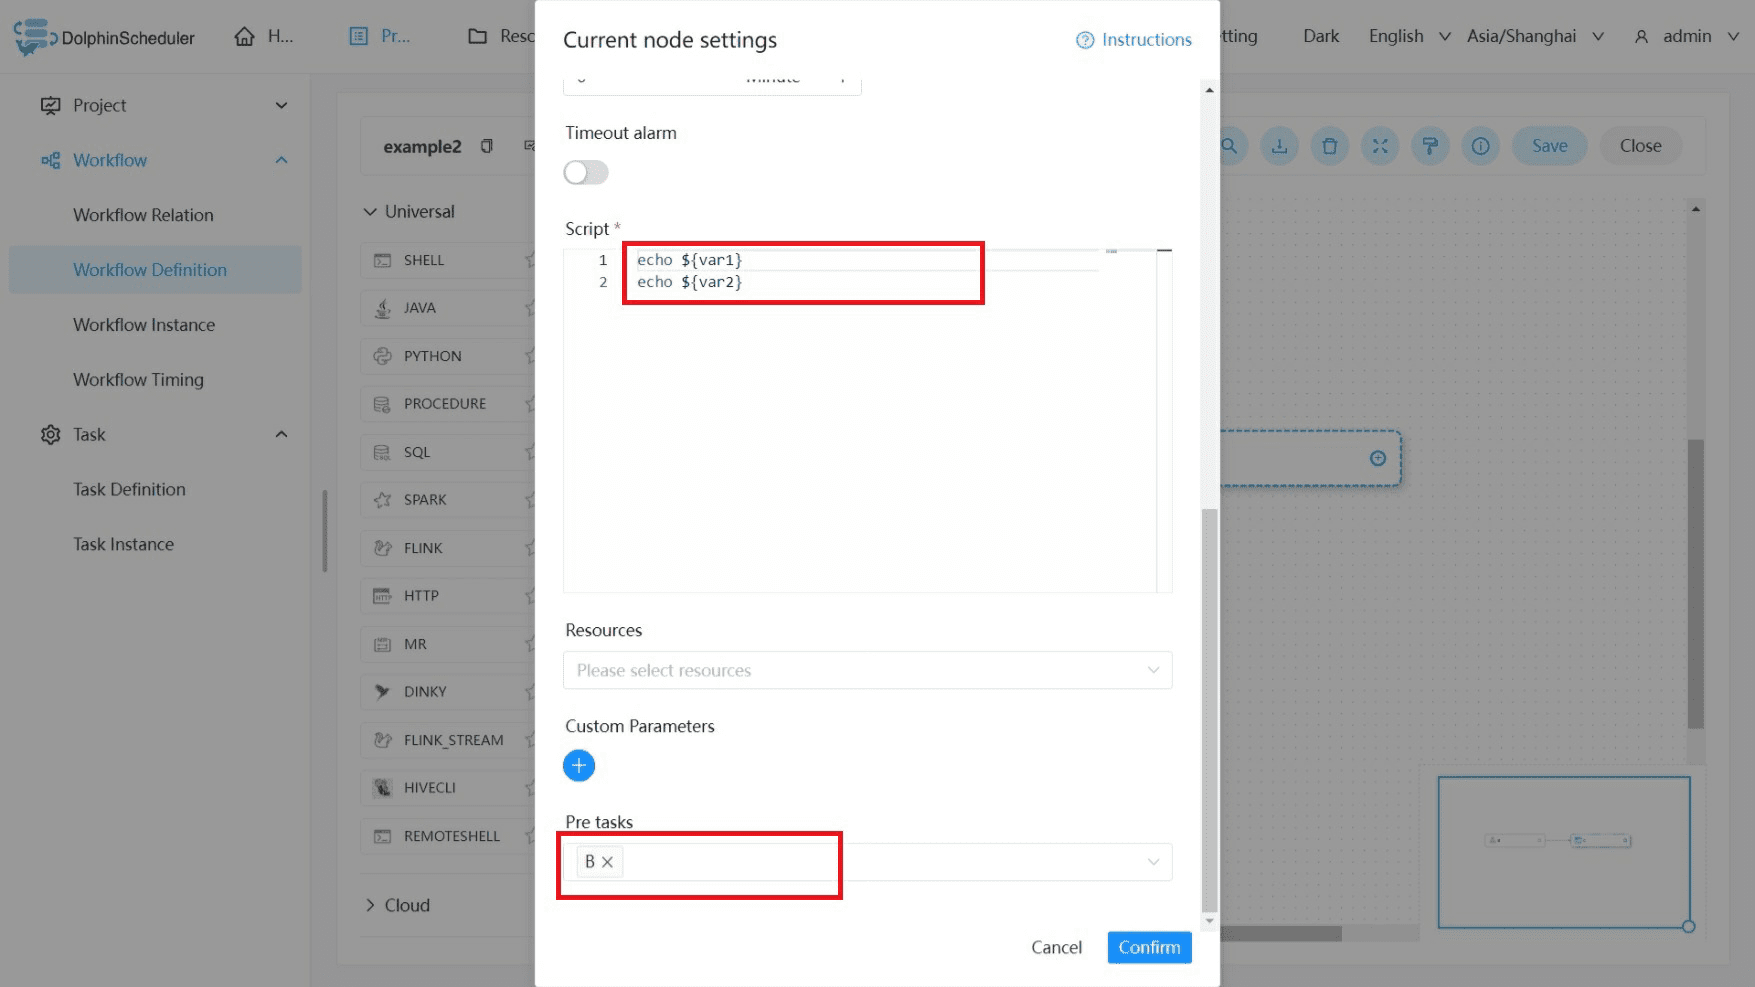 DolphinScheduler
H...
Pr...
Reso
Current node settings
Instructions
tting
Dark
English
Asia/Shanghai
admin
Project
Workflow
Workflow Relation
Workflow Definition
Workflow Instance
Workflow Timing
Task
Task Definition
Task Instance
example2
Save
Close
Universal
SHELL
JAVA
PYTHON
PROCEDURE
SQL
SPARK
FLINK
HTTP
MR
DINKY
FLINK_STREAM
HIVECLI
REMOTESHELL
Cloud
Minute
Timeout alarm
Script *
1 echo ${var1}
2 echo ${var2}
Resources
Please select resources
Custom Parameters
Pre tasks
B
Cancel
Confirm